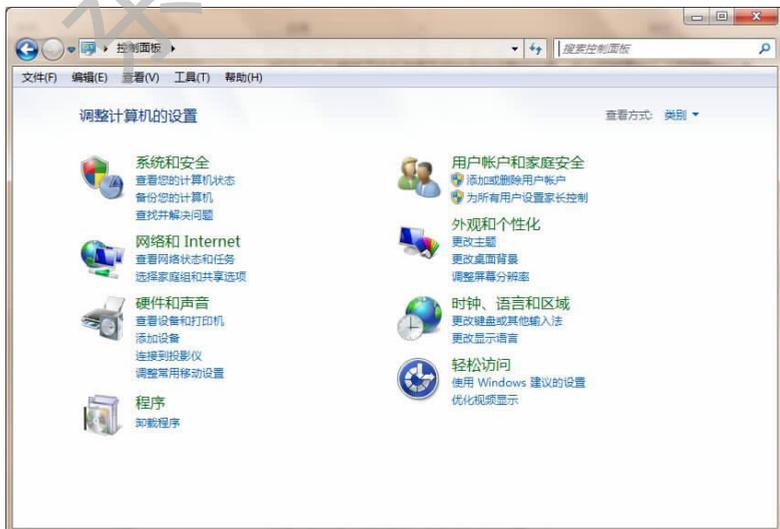 控制面板
搜索控制面板
文件(F) 编辑(E) 查看(V) 工具(T) 帮助(H)
调整计算机的设置
查看方式: 类别
系统和安全
查看您的计算机状态
备份您的计算机
查找并解决问题
网络和 Internet
查看网络状态和任务
选择家庭组和共享选项
硬件和声音
查看设备和打印机
添加设备
连接到投影仪
调整常用移动设置
程序
卸载程序
用户帐户和家庭安全
添加或删除用户帐户
为所有用户设置家长控制
外观和个性化
更改主题
更改桌面背景
调整屏幕分辨率
时钟、语言和区域
更改键盘或其他输入法
更改显示语言
轻松访问
使用 Windows 建议的设置
优化视频显示